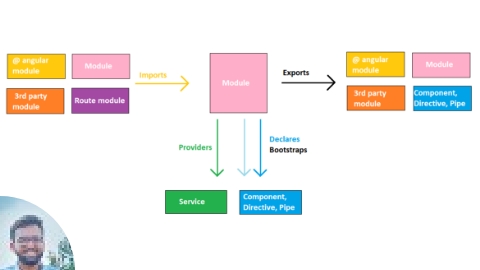 @ angular
module
Module
3rd party
module
Route module
Imports
Module
Exports
@ angular
module
Module
3rd party
module
Component,
Directive, Pipe
Providers
Declares
Bootstraps
Service
Component,
Directive, Pipe